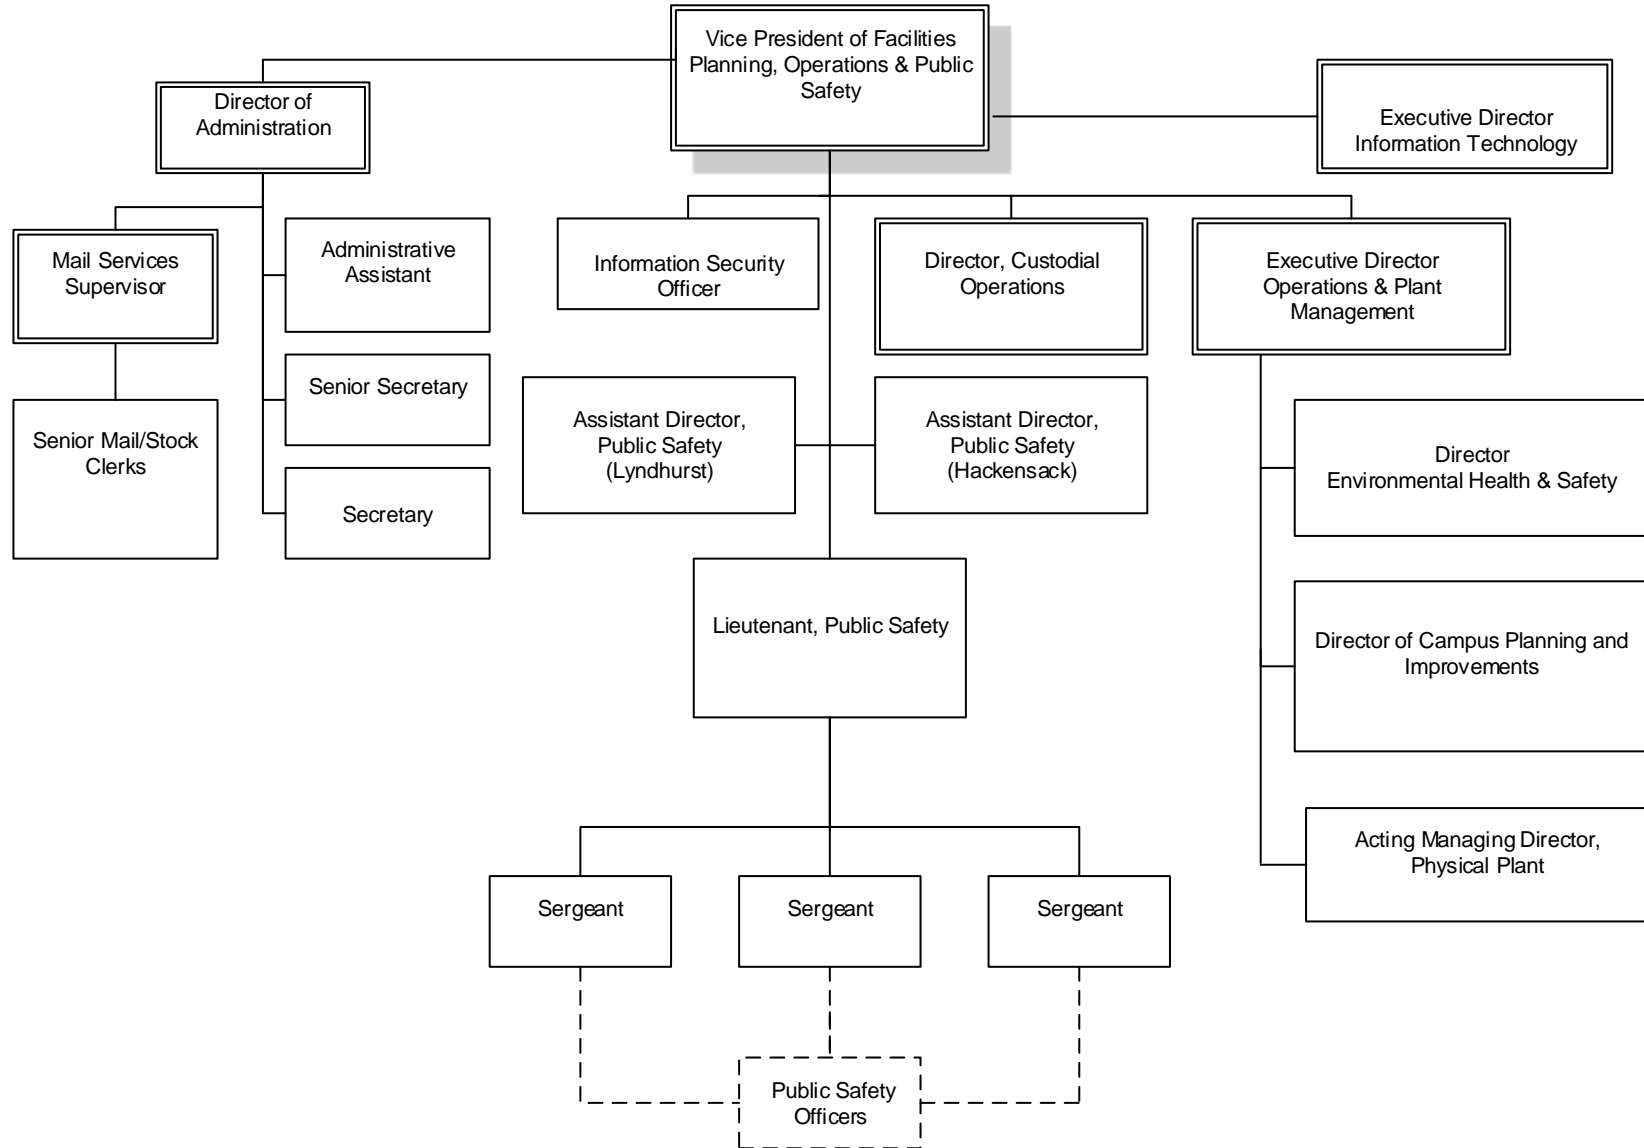 Vice President of Facilities
Planning, Operations & Public
Safety
Director of
Administration
Executive Director
Information Technology
Mail Services
Supervisor
Administrative
Assistant
Information Security
Officer
Director, Custodial
Operations
Executive Director
Operations & Plant
Management
Senior Secretary
Senior Mail/Stock
Clerks
Secretary
Assistant Director,
Public Safety
(Lyndhurst)
Assistant Director,
Public Safety
(Hackensack)
Director
Environmental Health & Safety
Lieutenant, Public Safety
Director of Campus Planning and
Improvements
Acting Managing Director,
Physical Plant
Sergeant
Sergeant
Sergeant
Public Safety
Officers